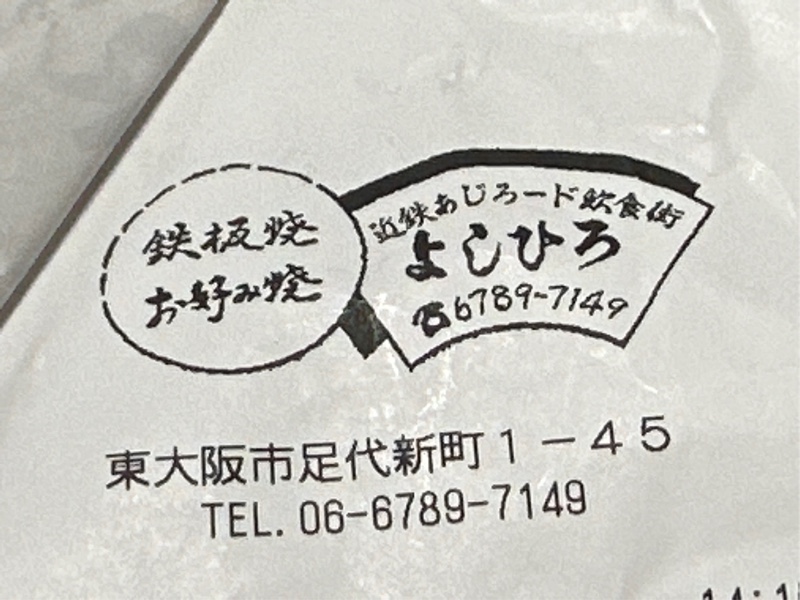 鉄板焼
お好み焼
近鉄あじろード飲食街
よしひろ
☎6789-7149
東大阪市足代新町1-45
TEL. 06-6789-7149